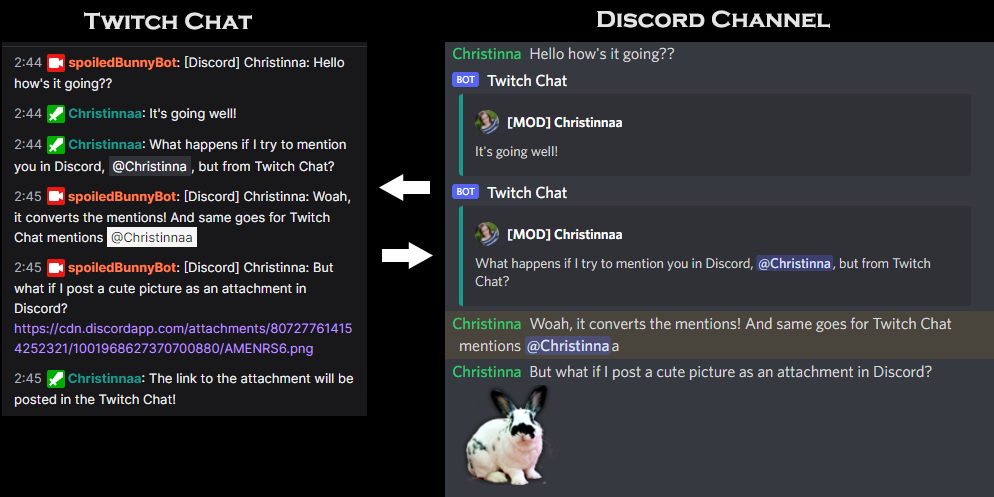 Twitch Chat
2:44 spoiledBunnyBot: [Discord] Christinna: Hello
how's it going??
2:44 Christinnaa: It's going well!
2:44 Christinnaa: What happens if I try to mention
you in Discord, @Christinna , but from Twitch Chat?
2:45 spoiledBunnyBot: [Discord] Christinna: Woah,
it converts the mentions! And same goes for Twitch
Chat mentions @Christinnaa
2:45 spoiledBunnyBot: [Discord] Christinna: But
what if I post a cute picture as an attachment in
Discord?
https://cdn.discordapp.com/attachments/80727761415
4252321/1001968627370700880/AMENRS6.png
2:45 Christinnaa: The link to the attachment will be
posted in the Twitch Chat!
Discord Channel
Christinna Hello how's it going??
BOT Twitch Chat
[MOD] Christinnaa
It's going well!
BOT Twitch Chat
[MOD] Christinnaa
What happens if I try to mention you in Discord, @Christinna, but from Twitch
Chat?
Christinna Woah, it converts the mentions! And same goes for Twitch Chat
mentions @Christinnaa
Christinna But what if I post a cute picture as an attachment in Discord?